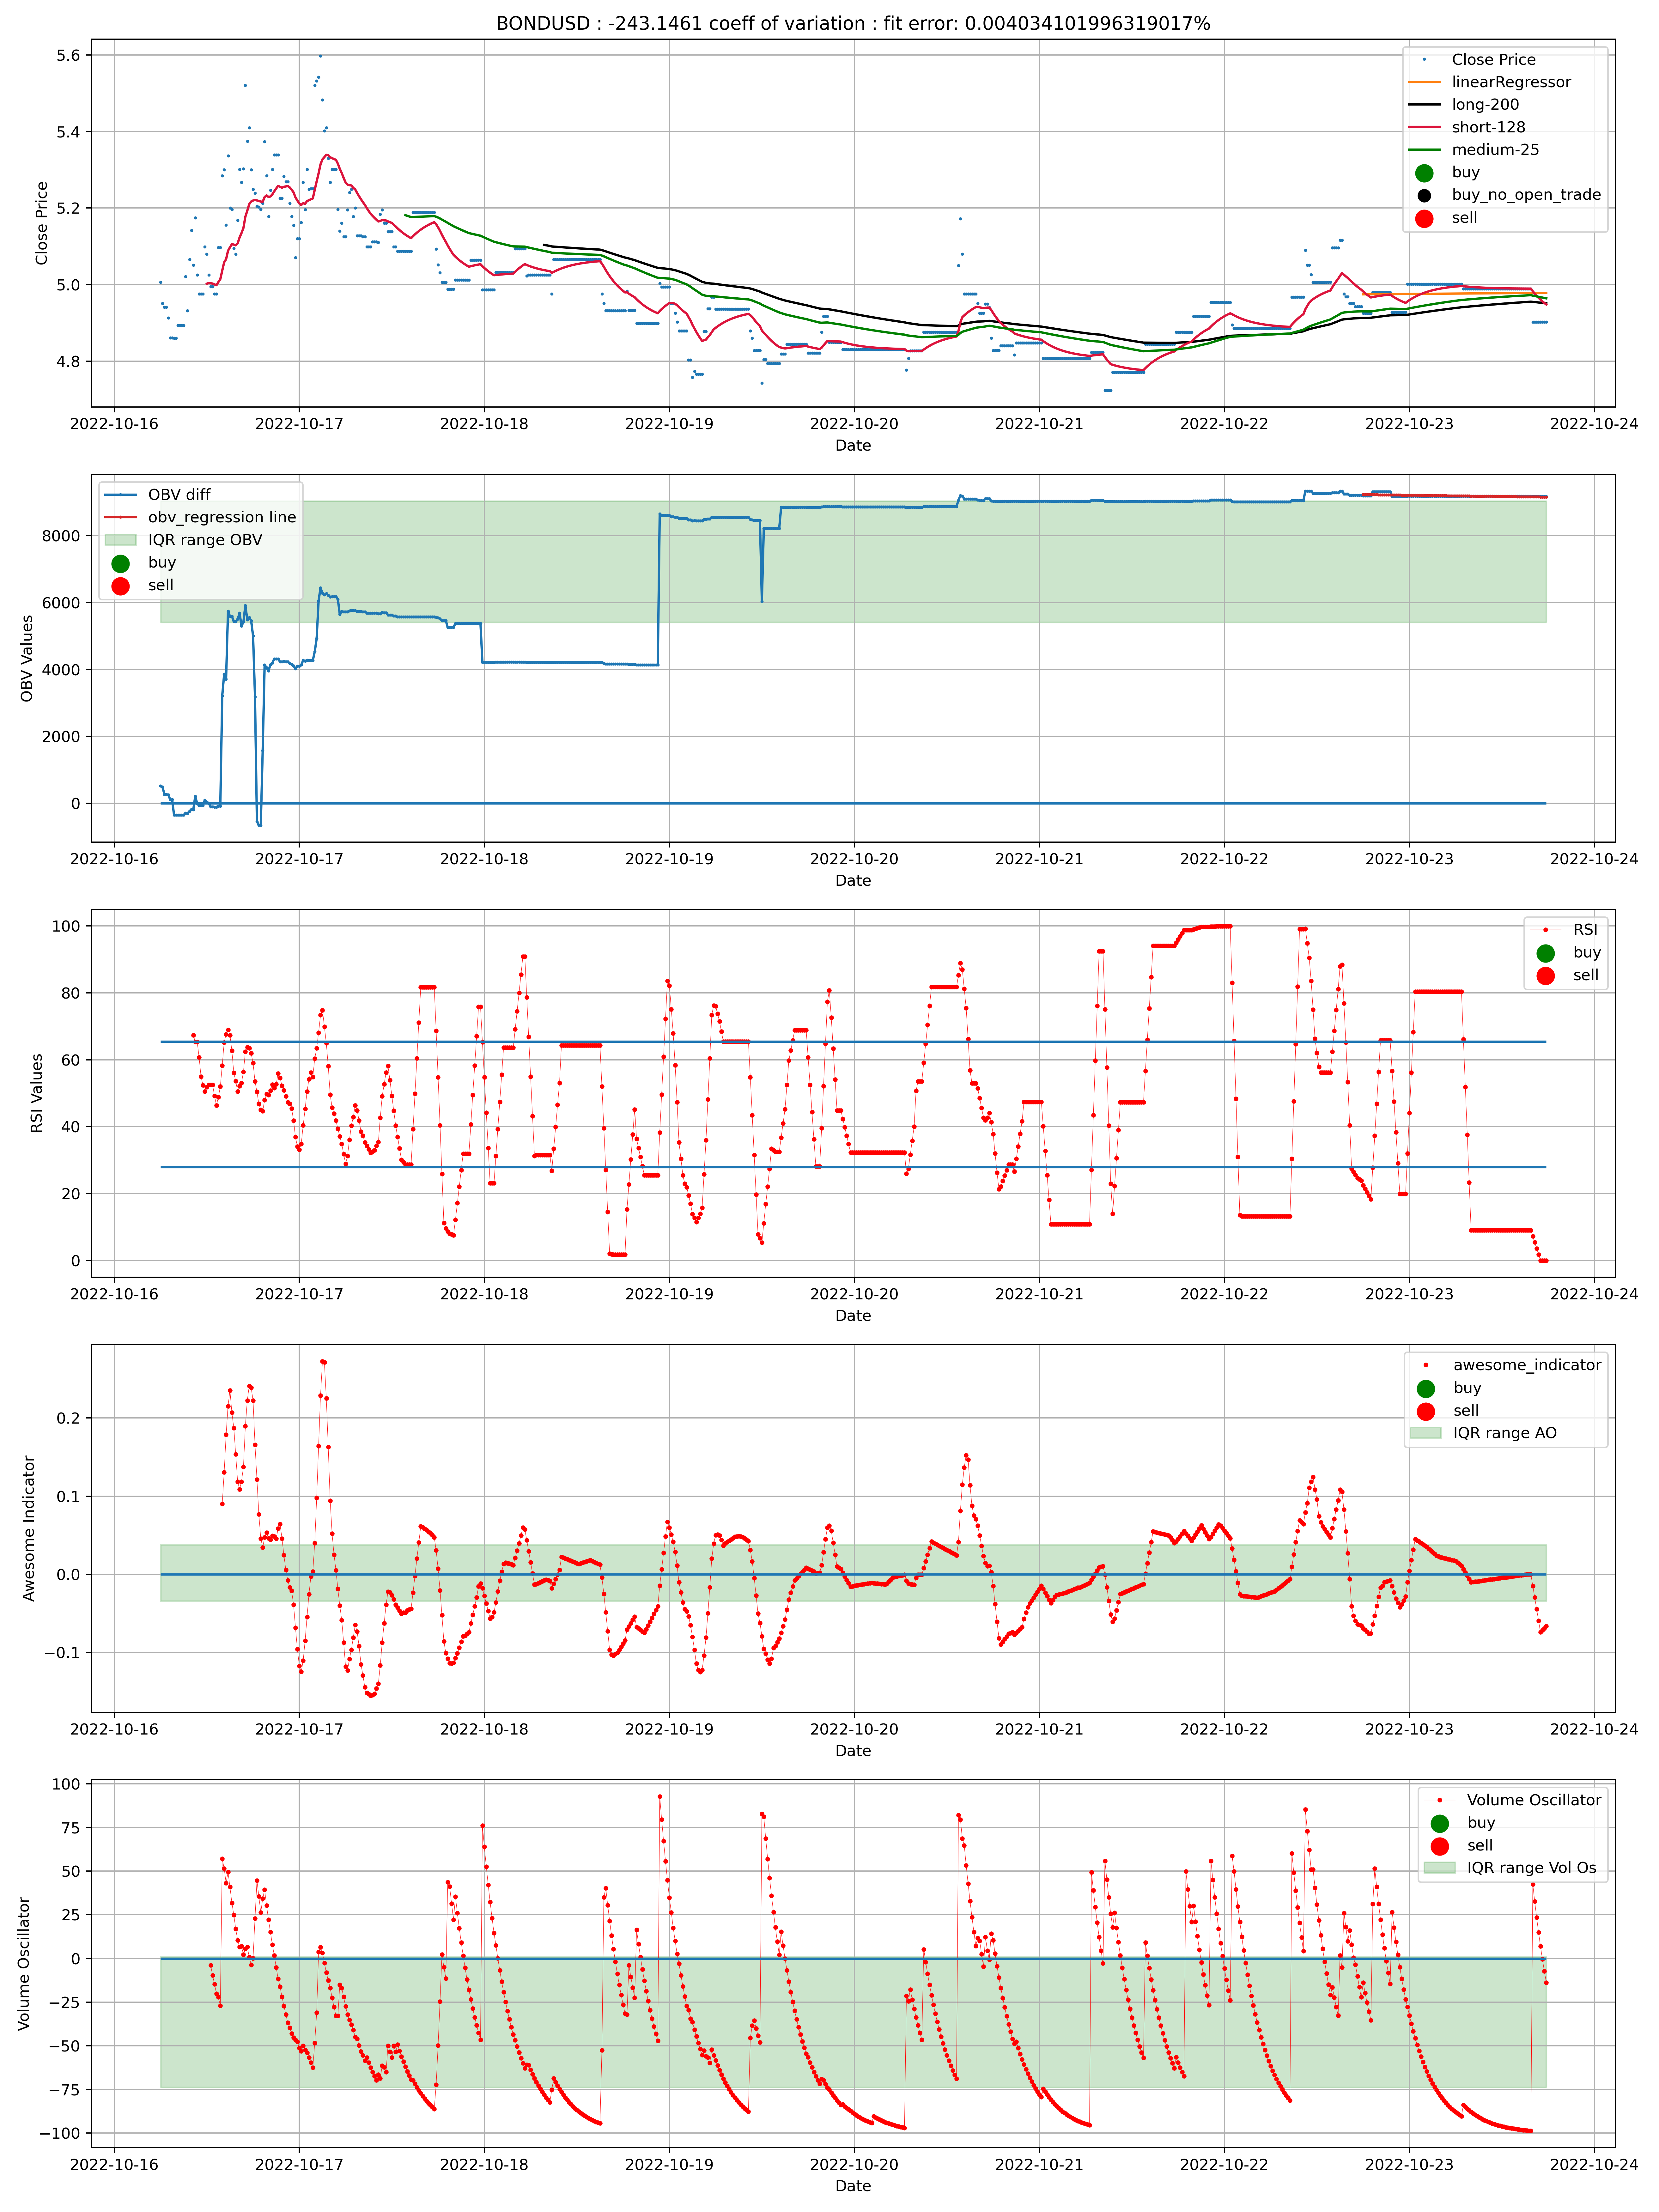 BONDUSD : -243.1461 coeff of variation : fit error: 0.004034101996319017%
Close Price
5.6
5.4
5.2
5.0
4.8
Close Price
linearRegressor
long-200
short-128
medium-25
buy
buy_no_open_trade
sell
2022-10-16 2022-10-17 2022-10-18 2022-10-19 2022-10-20 2022-10-21 2022-10-22 2022-10-23 2022-10-24
Date
OBV Values
8000
6000
4000
2000
0
OBV diff
obv_regression line
IQR range OBV
buy
sell
2022-10-16 2022-10-17 2022-10-18 2022-10-19 2022-10-20 2022-10-21 2022-10-22 2022-10-23 2022-10-24
Date
RSI Values
100
80
60
40
20
0
RSI
buy
sell
2022-10-16 2022-10-17 2022-10-18 2022-10-19 2022-10-20 2022-10-21 2022-10-22 2022-10-23 2022-10-24
Date
Awesome Indicator
0.2
0.1
0.0
−0.1
awesome_indicator
buy
sell
IQR range AO
2022-10-16 2022-10-17 2022-10-18 2022-10-19 2022-10-20 2022-10-21 2022-10-22 2022-10-23 2022-10-24
Date
Volume Oscillator
100
75
50
25
0
−25
−50
−75
−100
Volume Oscillator
buy
sell
IQR range Vol Os
2022-10-16 2022-10-17 2022-10-18 2022-10-19 2022-10-20 2022-10-21 2022-10-22 2022-10-23 2022-10-24
Date